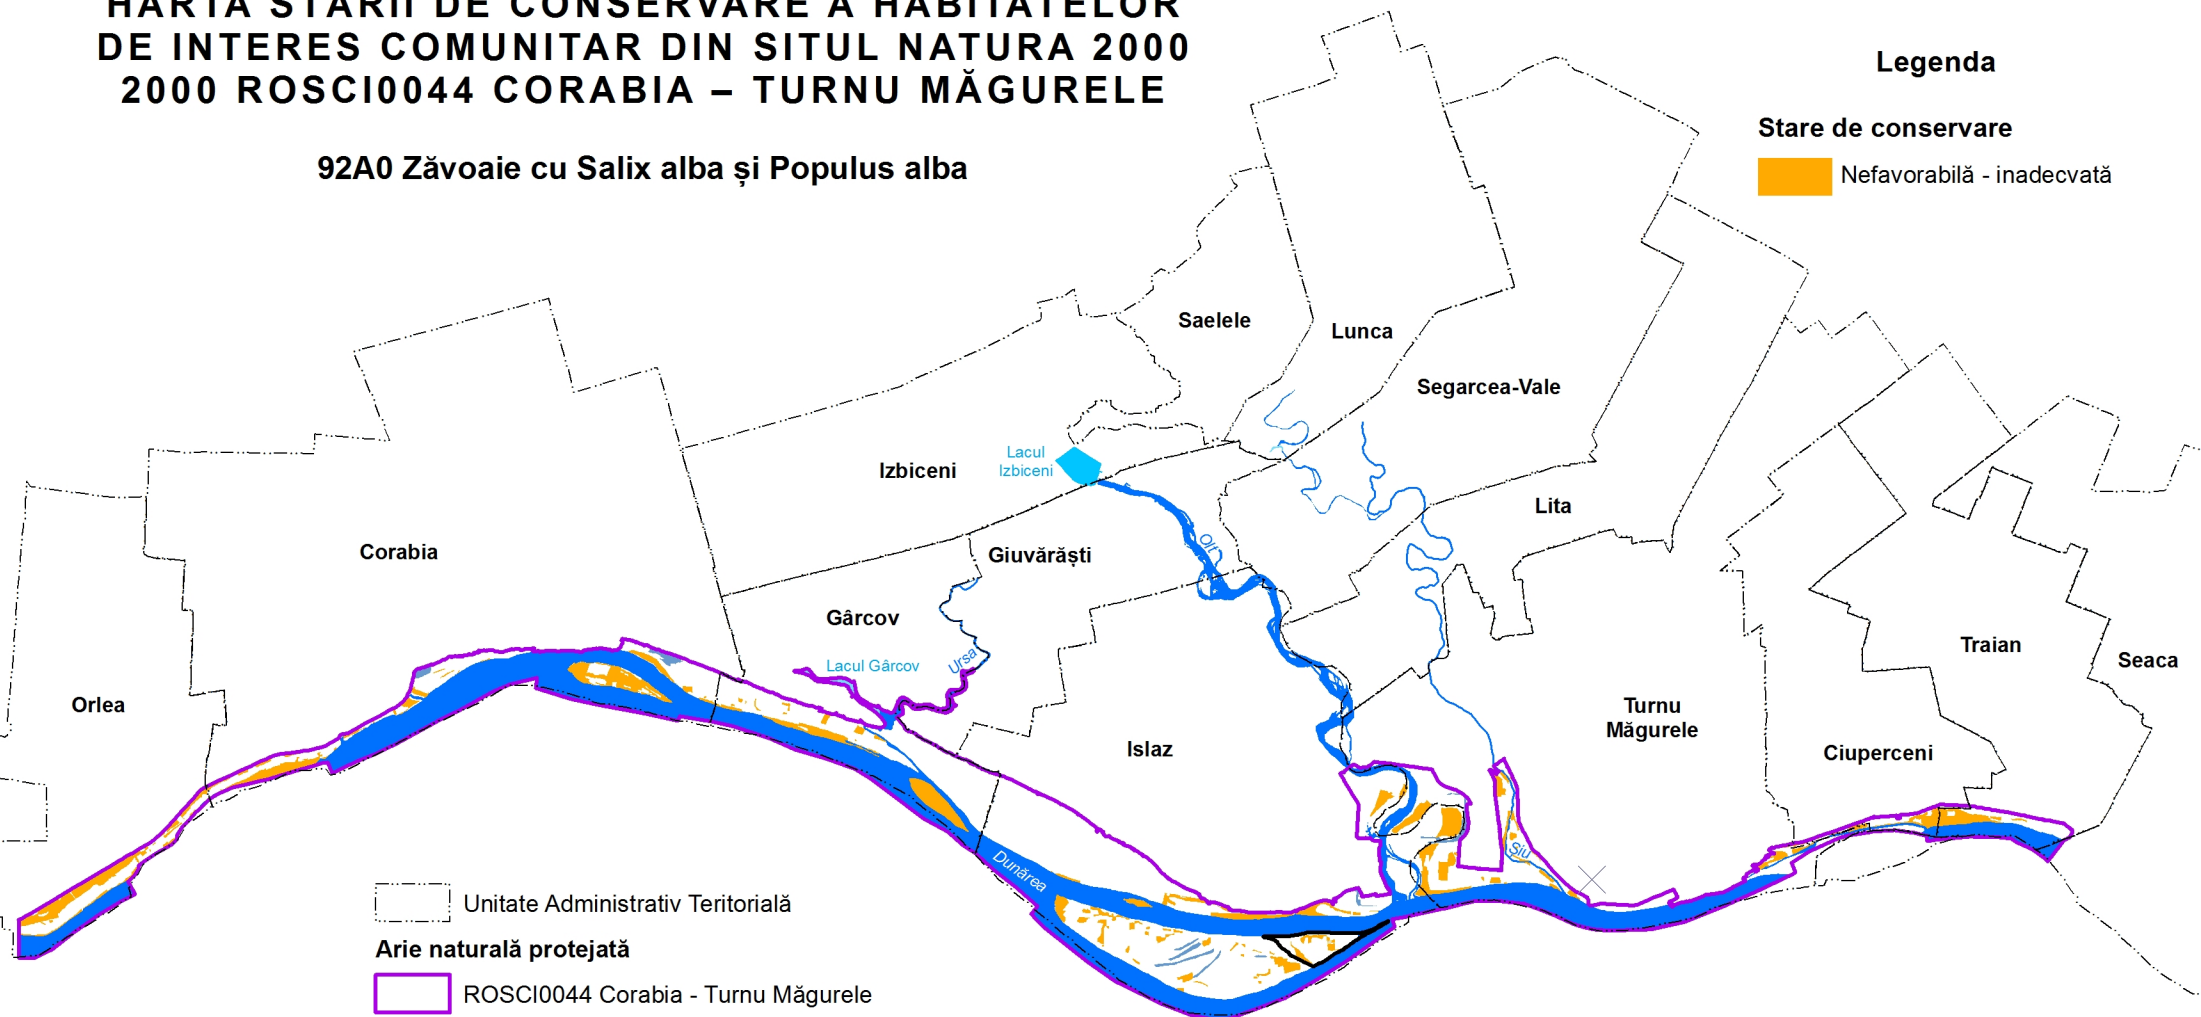 HARTA STĂRII DE CONSERVARE A HABITATELOR
DE INTERES COMUNITAR DIN SITUL NATURA 2000
2000 ROSCI0044 CORABIA – TURNU MĂGURELE
92A0 Zăvoaie cu Salix alba și Populus alba
Legenda
Stare de conservare
Nefavorabilă - inadecvată
Saelele
Lunca
Segarcea-Vale
Lacul
Izbiceni
Izbiceni
Lita
Corabia
Olt
Giuvărăști
Gârcov
Lacul Gârcov
Ursa
Traian
Seaca
Orlea
Turnu
Măgurele
Islaz
Ciuperceni
Siu
Dunărea
Unitate Administrativ Teritorială
Arie naturală protejată
ROSCI0044 Corabia - Turnu Măgurele